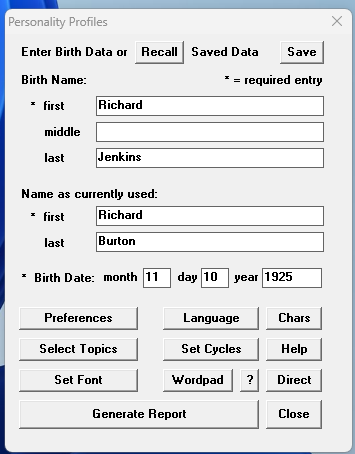 Personality Profiles
Enter Birth Data or Recall Saved Data Save
Birth Name: * = required entry
* first Richard
middle
last Jenkins
Name as currently used:
* first Richard
last Burton
* Birth Date: month 11 day 10 year 1925
Preferences Language Chars
Select Topics Set Cycles Help
Set Font Wordpad ? Direct
Generate Report Close